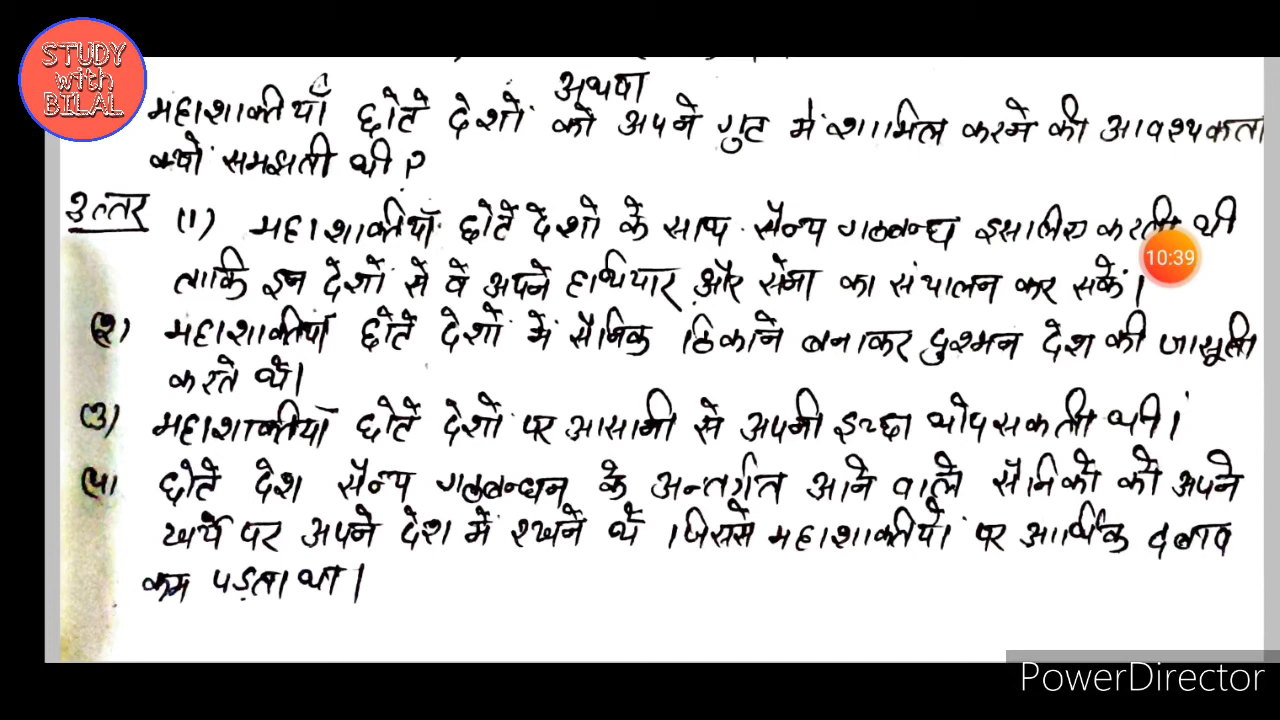 STUDY
with
BILAL
अथवा
महाशक्तीयाँ छोटे देशों को अपने गुट में शामिल करने की आवश्यकता
क्यों समझती थी ?
उत्तर (1) महाशक्तीयाँ छोटे देशों के साथ सैन्य गठबन्ध इसलिए करती थी
10:39
ताकि इन देशों से वे अपने हथियार और सेना का संचालन कर सकें।
(2) महाशक्तीयाँ छोटे देशों में सैनिक ठिकाने बनाकर दुश्मन देश की जासूसी
करते थे।
(3) महाशक्तीयाँ छोटे देशों पर आसानी से अपनी इच्छा थोप सकती थी।
(4) छोटे देश सैन्य गठबन्धन के अन्तर्गत आने वाले सैनिकों को अपने
खर्चे पर अपने देश में रखने थे । जिससे महाशक्तीयों पर आर्थिक दबाव
कम पड़ता था।
PowerDirector